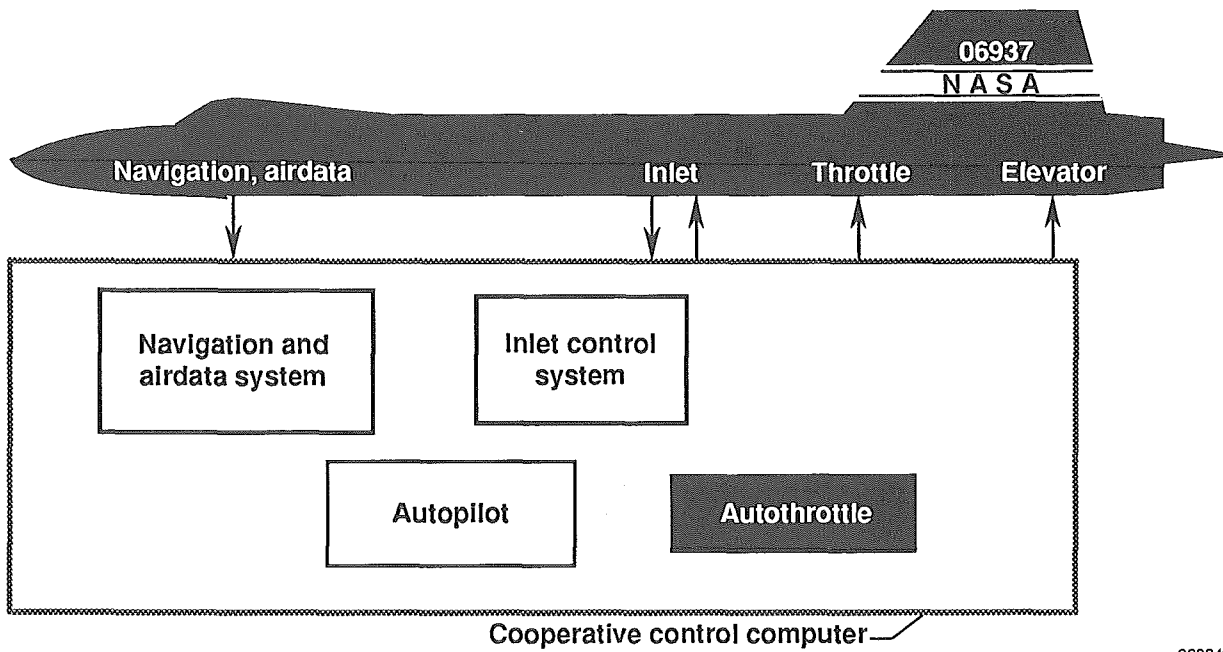 06937
NASA
Navigation, airdata
Inlet
Throttle
Elevator
Navigation and
airdata system
Inlet control
system
Autopilot
Autothrottle
Cooperative control computer